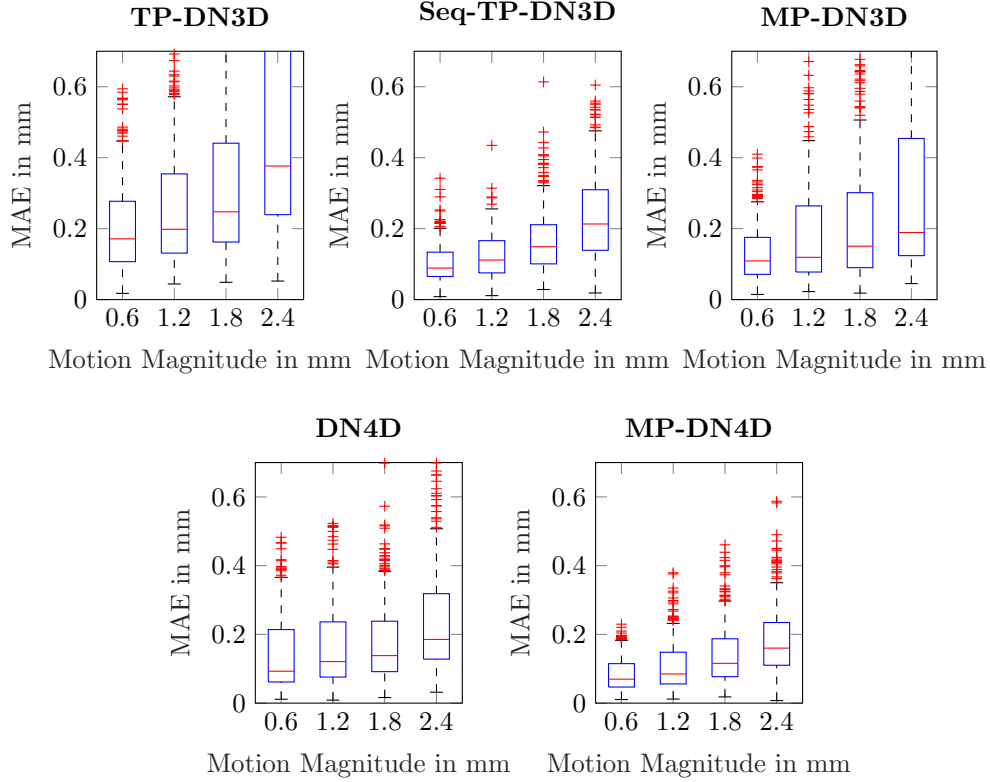 TP-DN3D Seq-TP-DN3D MP-DN3D
0.6 0.6 0.6
0.4 0.4 0.4
MAE in mm MAE in mm MAE in mm
0.2 0.2 0.2
0 0 0
0.6 1.2 1.8 2.4 0.6 1.2 1.8 2.4 0.6 1.2 1.8 2.4
Motion Magnitude in mm Motion Magnitude in mm Motion Magnitude in mm
DN4D MP-DN4D
0.6 0.6
0.4 0.4
MAE in mm MAE in mm
0.2 0.2
0 0
0.6 1.2 1.8 2.4 0.6 1.2 1.8 2.4
Motion Magnitude in mm Motion Magnitude in mm